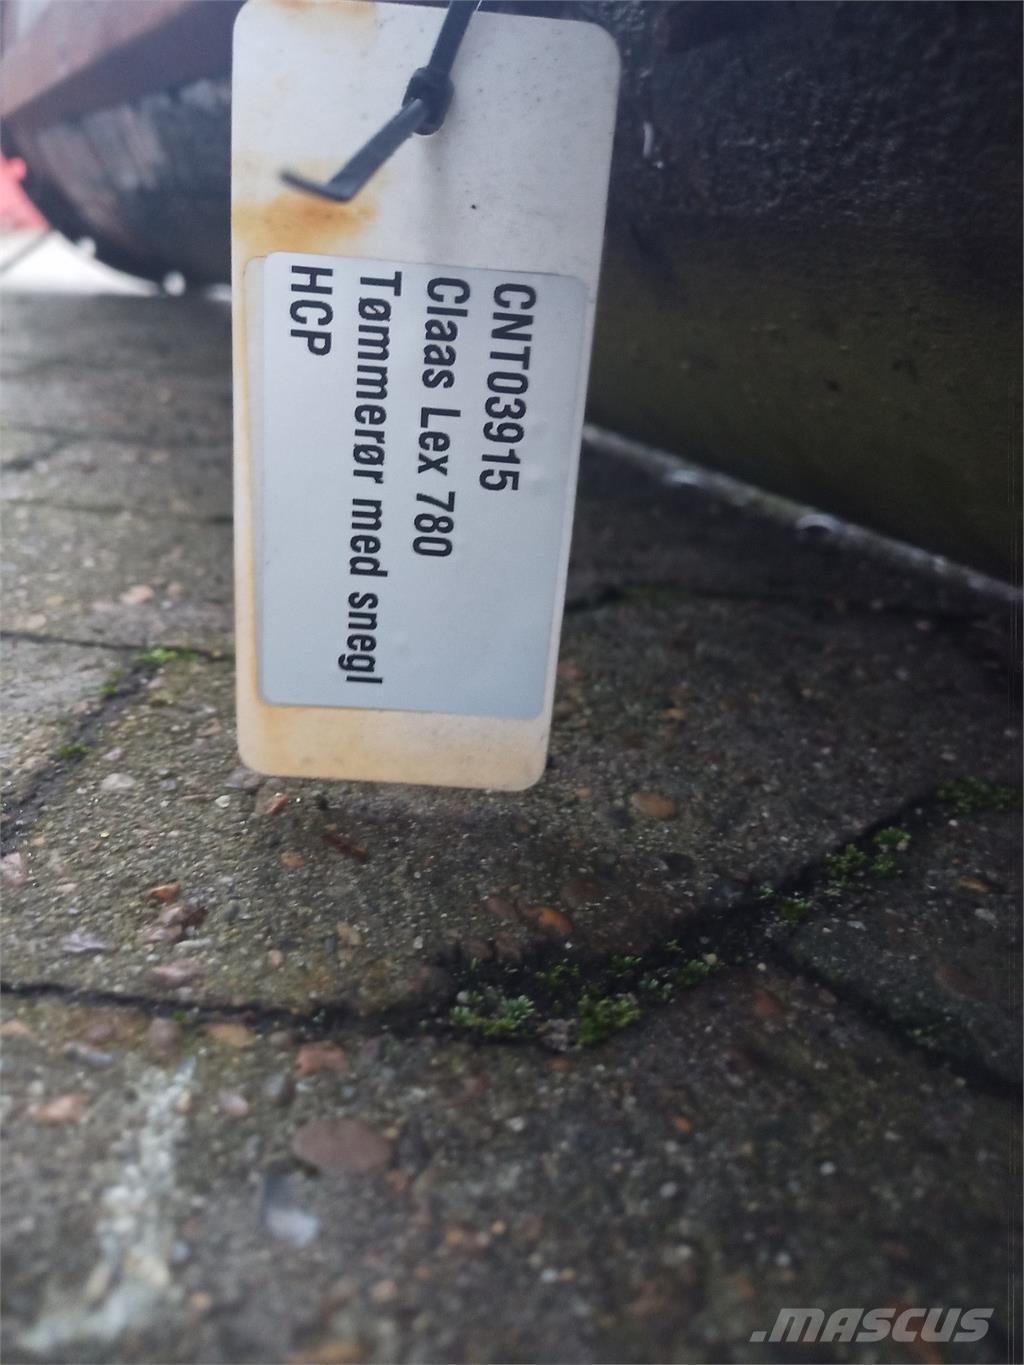 CNT03915
Claas Lex 780
Tømmerør med snegl
HCP
.MASCUS